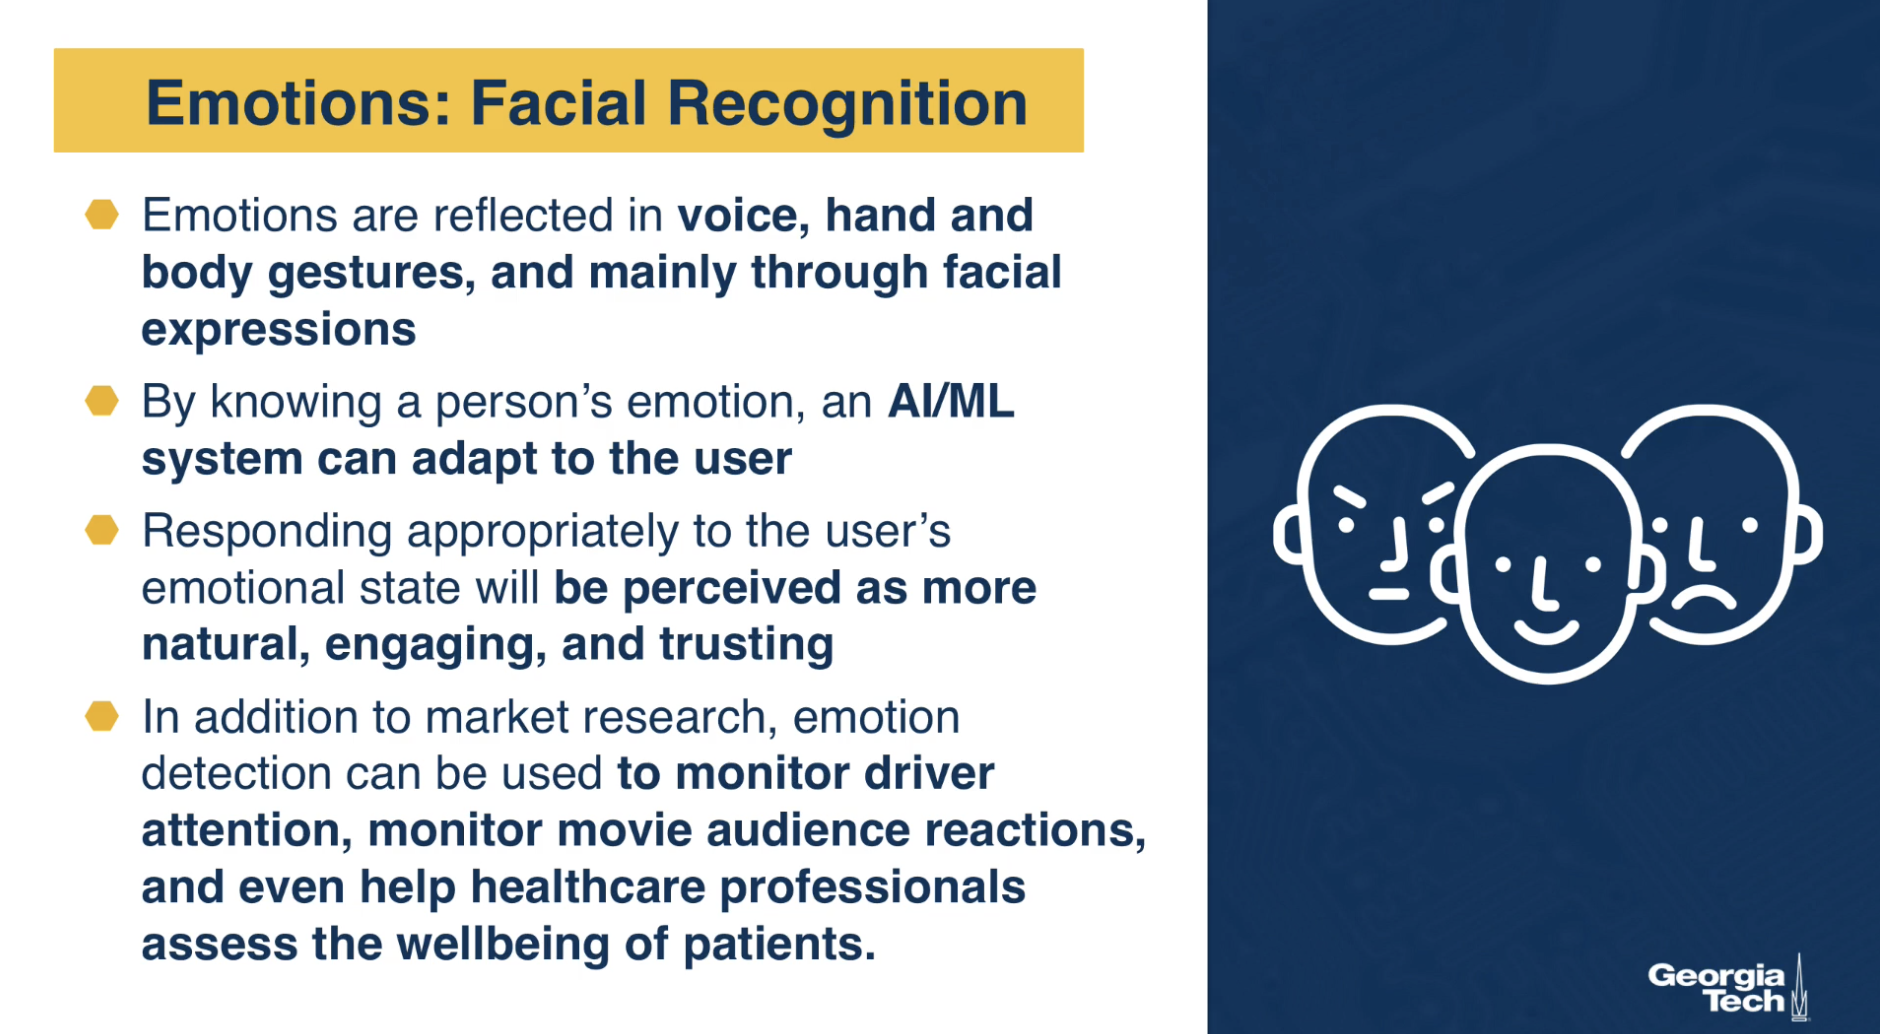 Emotions: Facial Recognition
Emotions are reflected in voice, hand and
body gestures, and mainly through facial
expressions
By knowing a person’s emotion, an AI/ML
system can adapt to the user
Responding appropriately to the user’s
emotional state will be perceived as more
natural, engaging, and trusting
In addition to market research, emotion
detection can be used to monitor driver
attention, monitor movie audience reactions,
and even help healthcare professionals
assess the wellbeing of patients.
Georgia
Tech